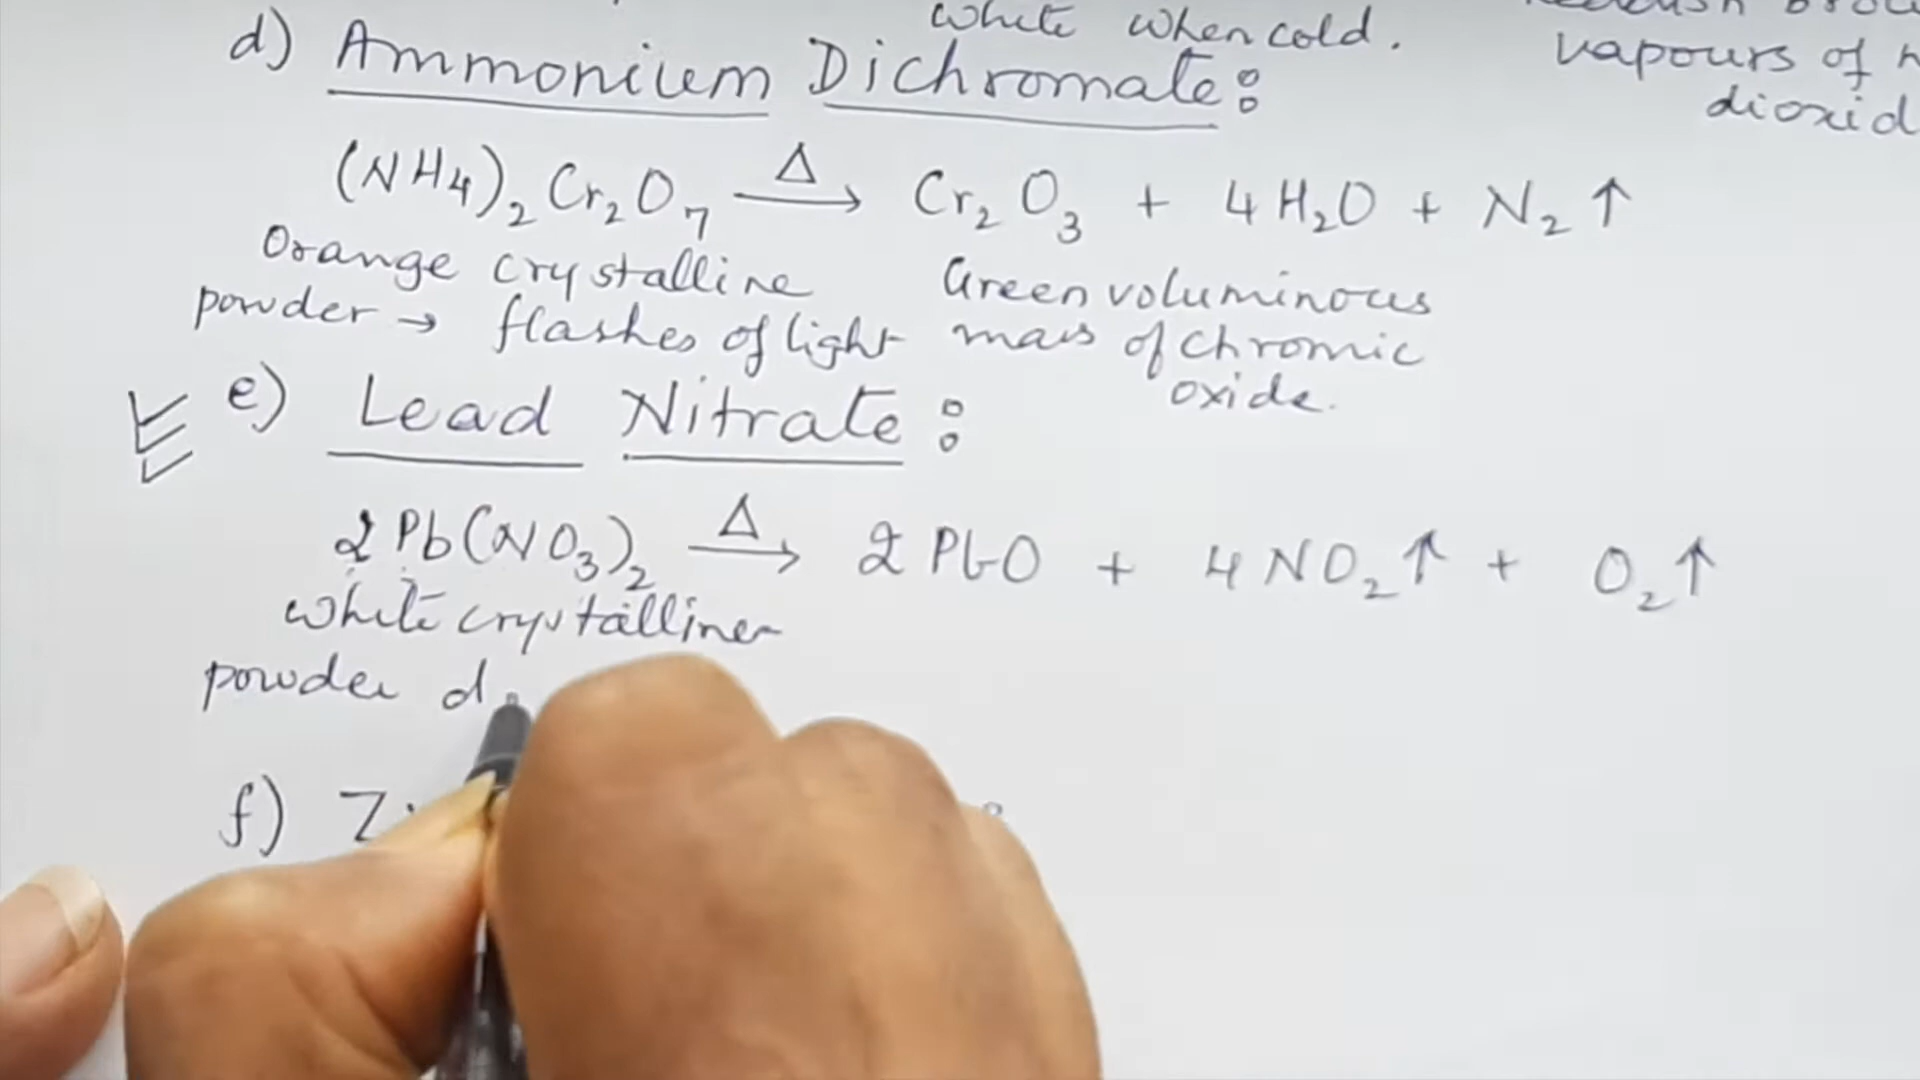 white when cold.
vapours of
d) Ammonium Dichromate:
dioxid
(NH4)₂Cr₂O₇ Δ→ Cr₂O₃ + 4H₂O + N₂↑
Orange crystalline
Green voluminous
powder → flashes of light
mass of chromic
oxide.
e) Lead Nitrate:
2Pb(NO₃)₂ Δ→ 2PbO + 4NO₂↑ + O₂↑
white crystalline
powder d
f) Z